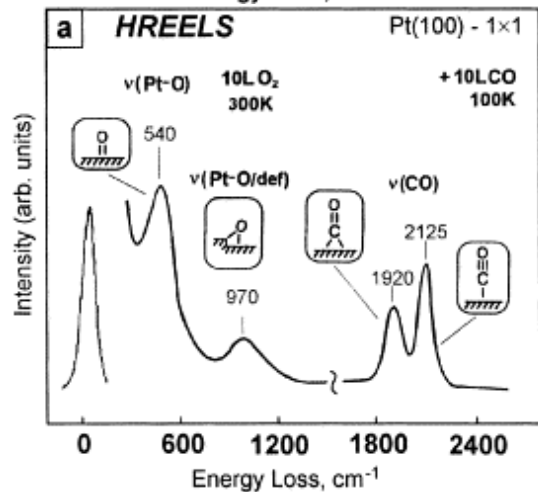 a HREELS Pt(100) - 1×1
ν(Pt-O) 10L O₂ +10LCO
300K 100K
540
O
ν(Pt-O/def) ν(CO)
O
O
C
2125
O
C
1920
970
Intensity (arb. units)
0 600 1200 1800 2400
Energy Loss, cm⁻¹